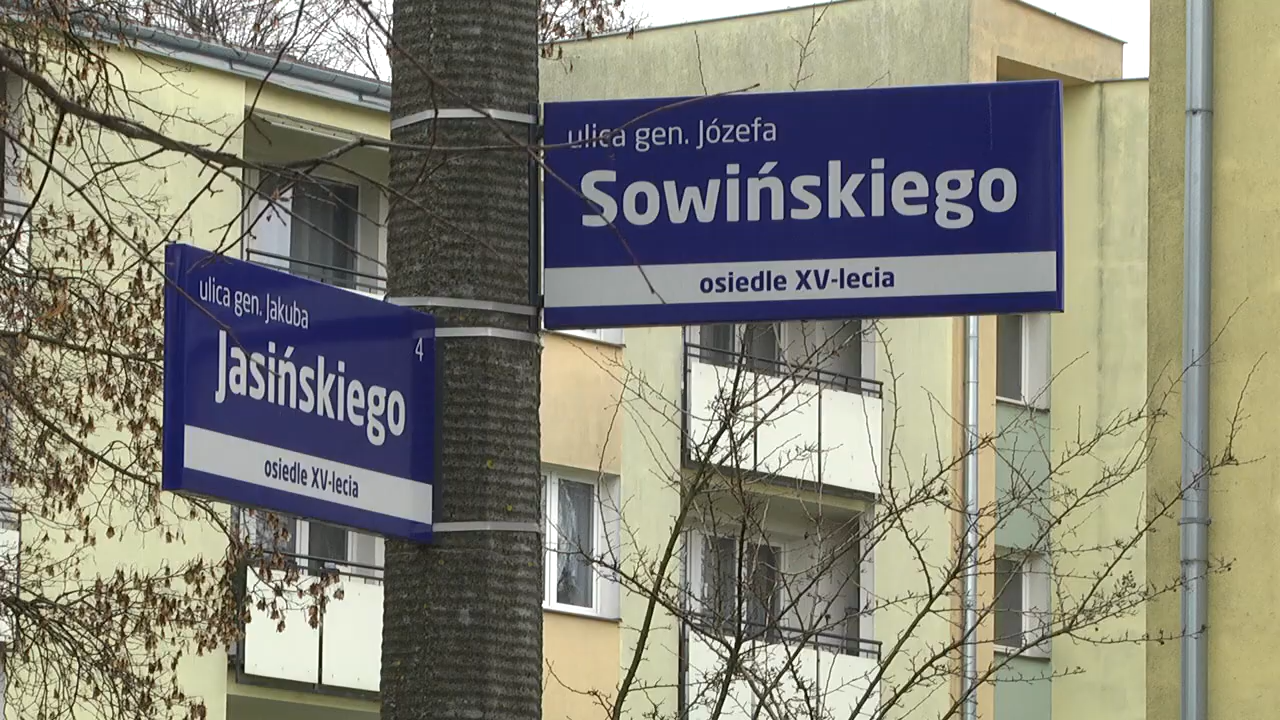 ulica gen. Józefa
Sowińskiego
osiedle XV-lecia
ulica gen. Jakuba
4
Jasińskiego
osiedle XV-lecia